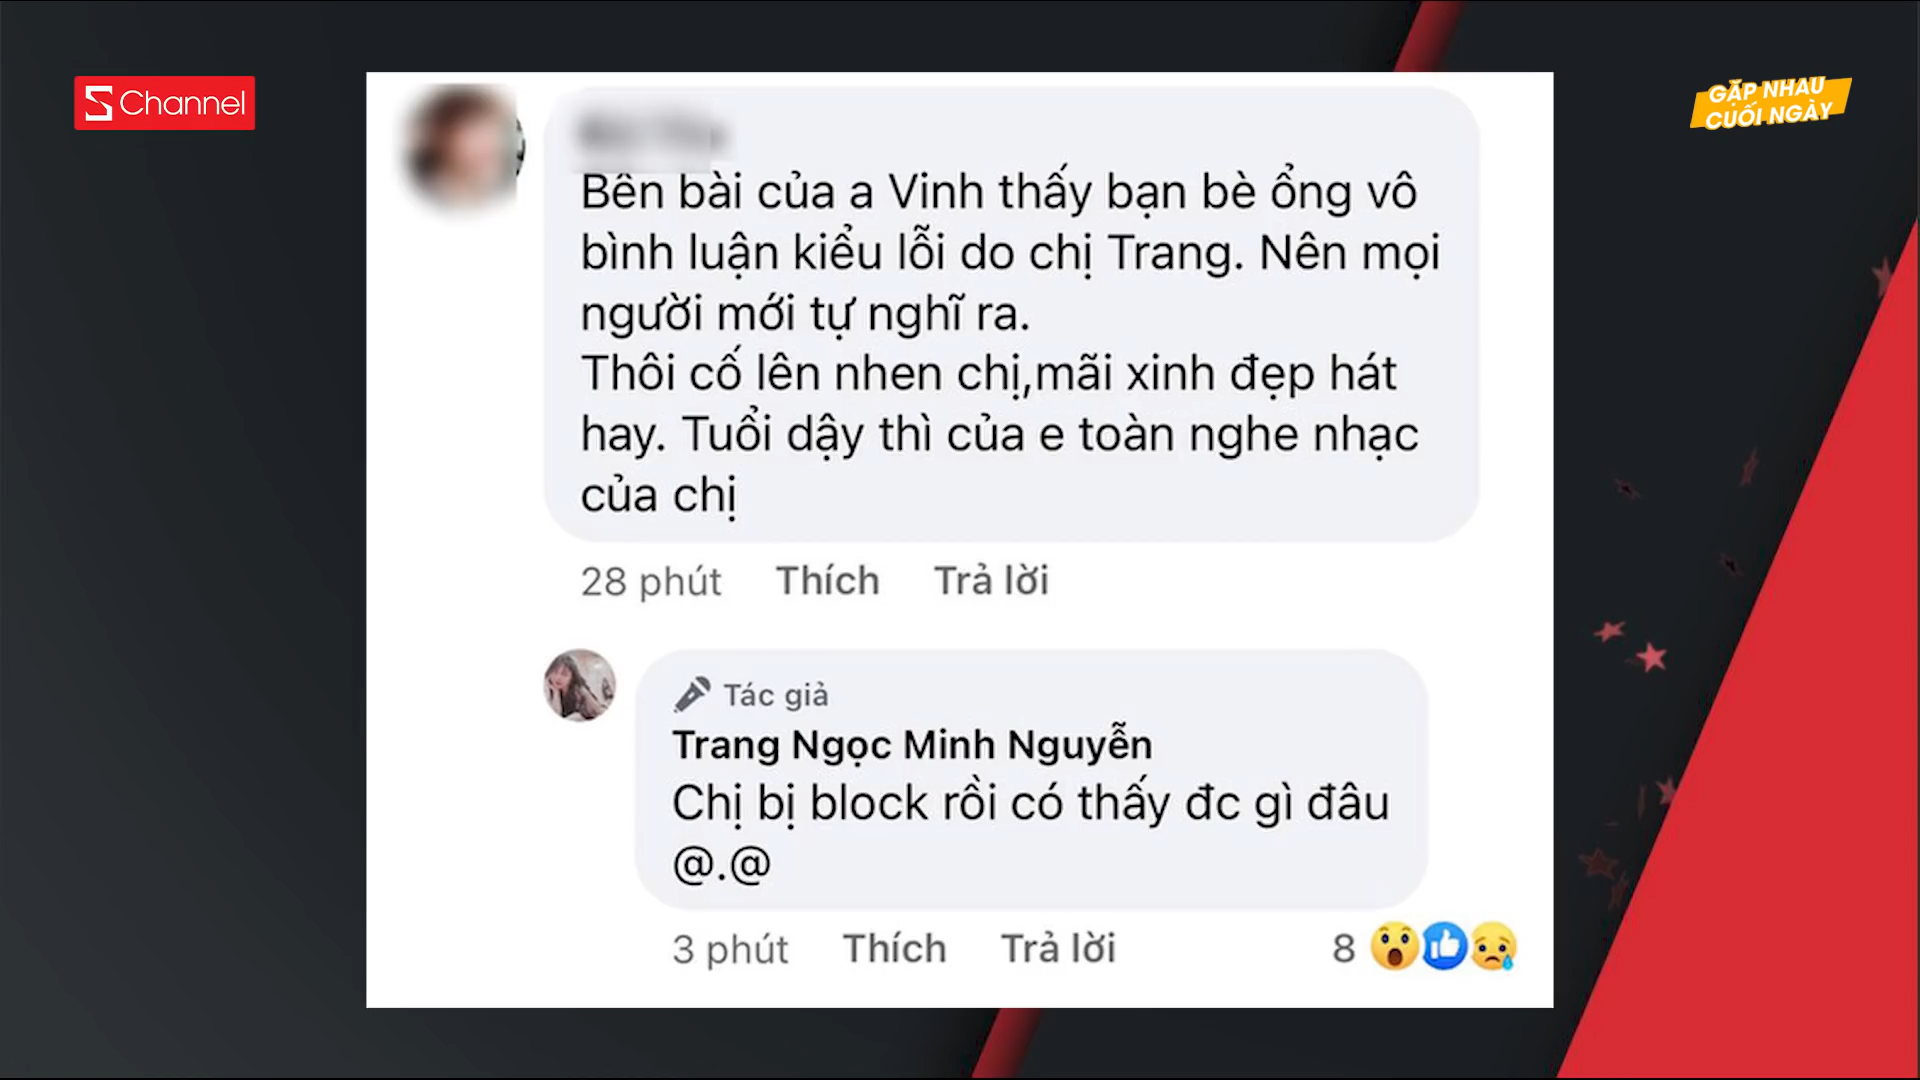 S Channel
GẶP NHAU
CUỐI NGÀY
Bên bài của a Vinh thấy bạn bè ổng vô
bình luận kiểu lỗi do chị Trang. Nên mọi
người mới tự nghĩ ra.
Thôi cố lên nhen chị,mãi xinh đẹp hát
hay. Tuổi dậy thì của e toàn nghe nhạc
của chị
28 phút Thích Trả lời
Tác giả
Trang Ngọc Minh Nguyễn
Chị bị block rồi có thấy đc gì đâu
@.@
3 phút Thích Trả lời 8